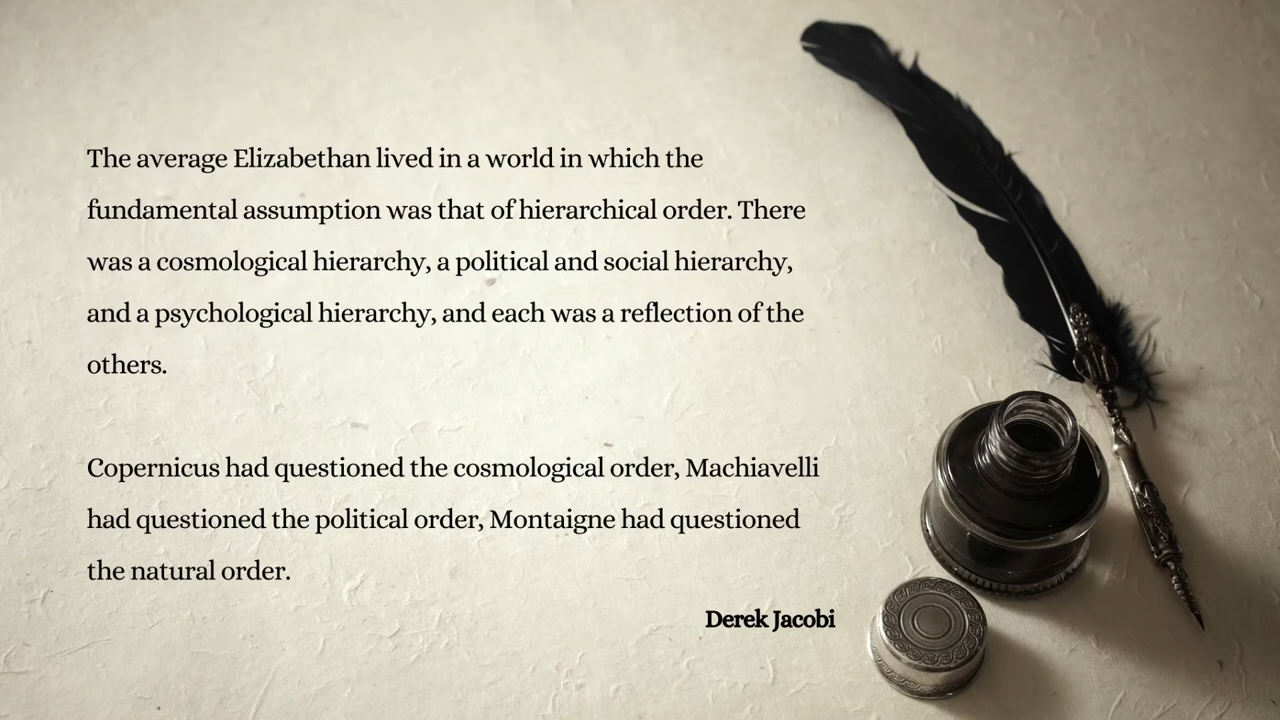 The average Elizabethan lived in a world in which the
fundamental assumption was that of hierarchical order. There
was a cosmological hierarchy, a political and social hierarchy,
and a psychological hierarchy, and each was a reflection of the
others.
Copernicus had questioned the cosmological order, Machiavelli
had questioned the political order, Montaigne had questioned
the natural order.
Derek Jacobi